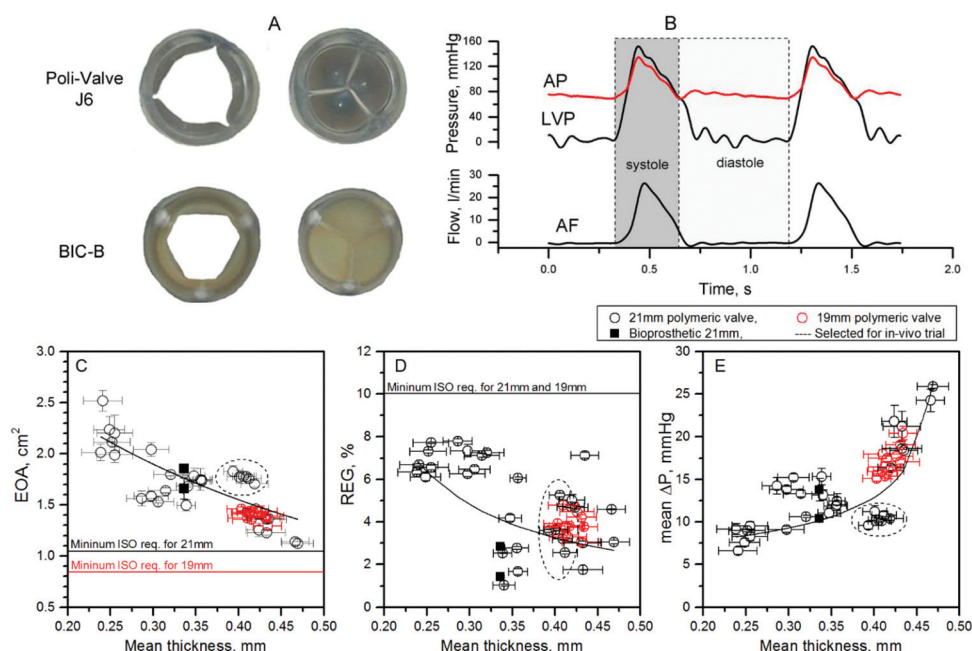 A
Poli-Valve
J6
BIC-B
B
Pressure, mmHg
160
120
80
40
0
AP
LVP
systole
diastole
Flow, l/min
30
25
20
15
10
5
0
AF
0.0
0.5
1.0
1.5
2.0
Time, s
21mm polymeric valve,
19mm polymeric valve
Bioprosthetic 21mm,
Selected for in-vivo trial
C
EOA, cm²
3.0
2.5
2.0
1.5
1.0
0.5
Mininum ISO req. for 21mm
Mininum ISO req. for 19mm
0.20 0.25 0.30 0.35 0.40 0.45 0.50
Mean thickness, mm
D
REG, %
12
10
8
6
4
2
0
Mininum ISO req. for 21mm and 19mm
0.20 0.25 0.30 0.35 0.40 0.45 0.50
Mean thickness, mm
E
mean ΔP, mmHg
30
25
20
15
10
5
0
0.20 0.25 0.30 0.35 0.40 0.45 0.50
Mean thickness, mm